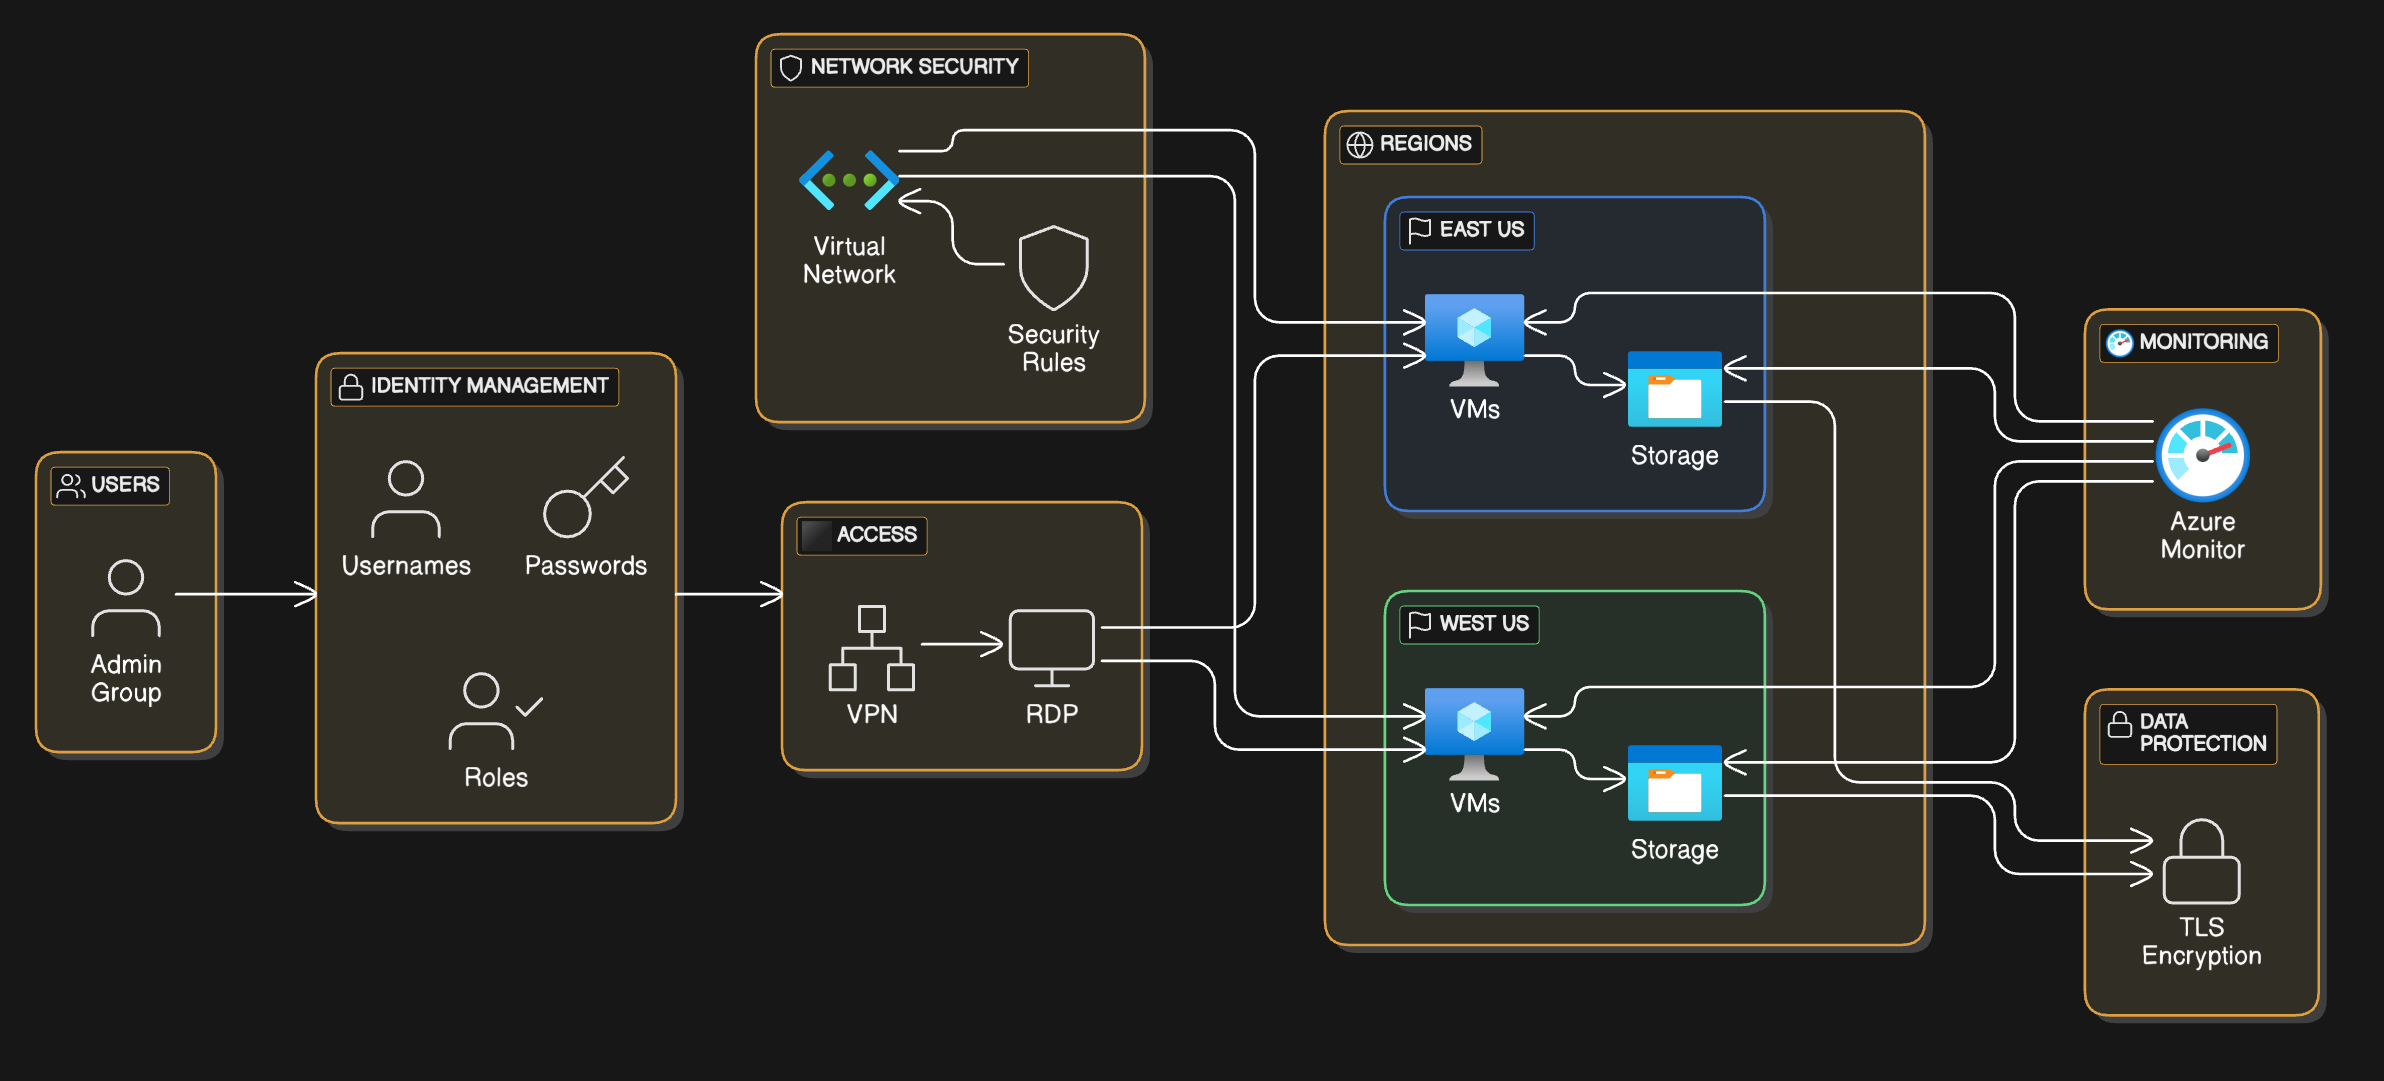 USERS
Admin
Group
IDENTITY MANAGEMENT
Usernames
Passwords
Roles
NETWORK SECURITY
Virtual
Network
Security
Rules
ACCESS
VPN
RDP
REGIONS
EAST US
VMs
Storage
WEST US
VMs
Storage
MONITORING
Azure
Monitor
DATA
PROTECTION
TLS
Encryption